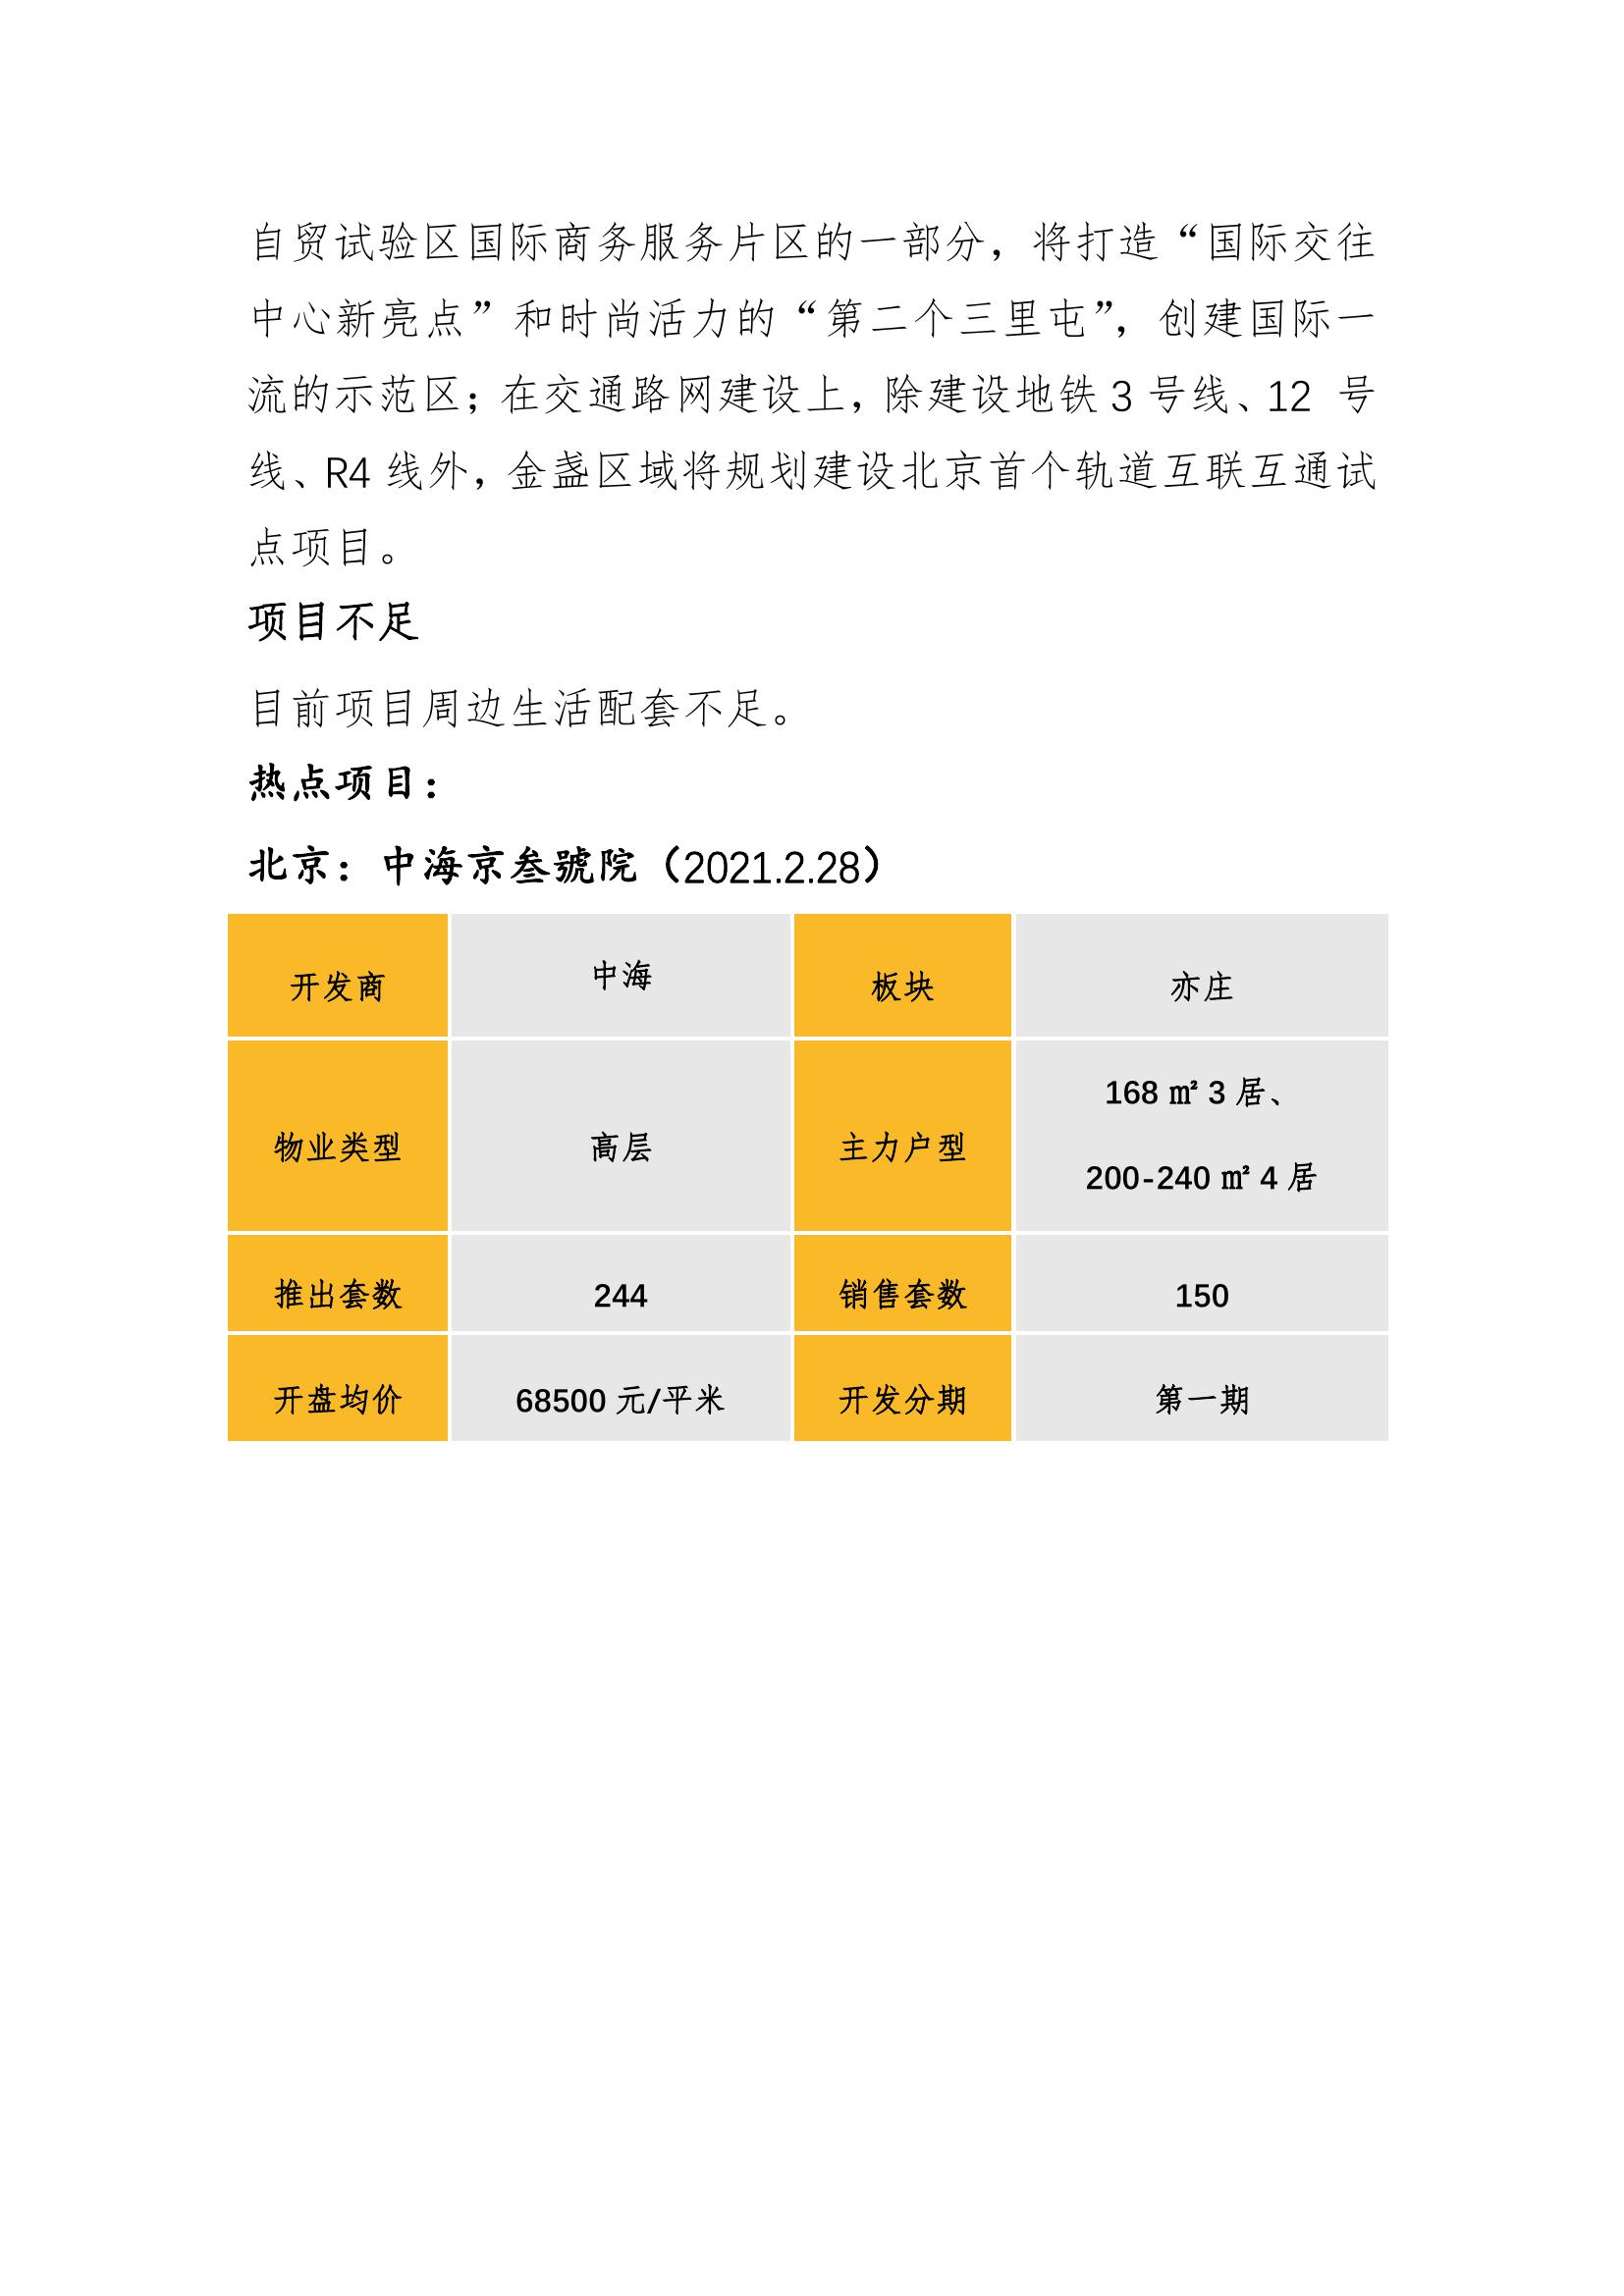 自贸试验区国际商务服务片区的一部分，将打造“国际交往
中心新亮点”和时尚活力的“第二个三里屯”，创建国际一
流的示范区；在交通路网建设上，除建设地铁 3 号线、12 号
线、R4 线外，金盏区域将规划建设北京首个轨道互联互通试
点项目。
项目不足
目前项目周边生活配套不足。
热点项目：
北京：中海京叁號院（2021.2.28）
开发商 中海 板块 亦庄
物业类型 高层 主力户型 168 ㎡ 3 居、
200-240 ㎡ 4 居
推出套数 244 销售套数 150
开盘均价 68500 元/平米 开发分期 第一期